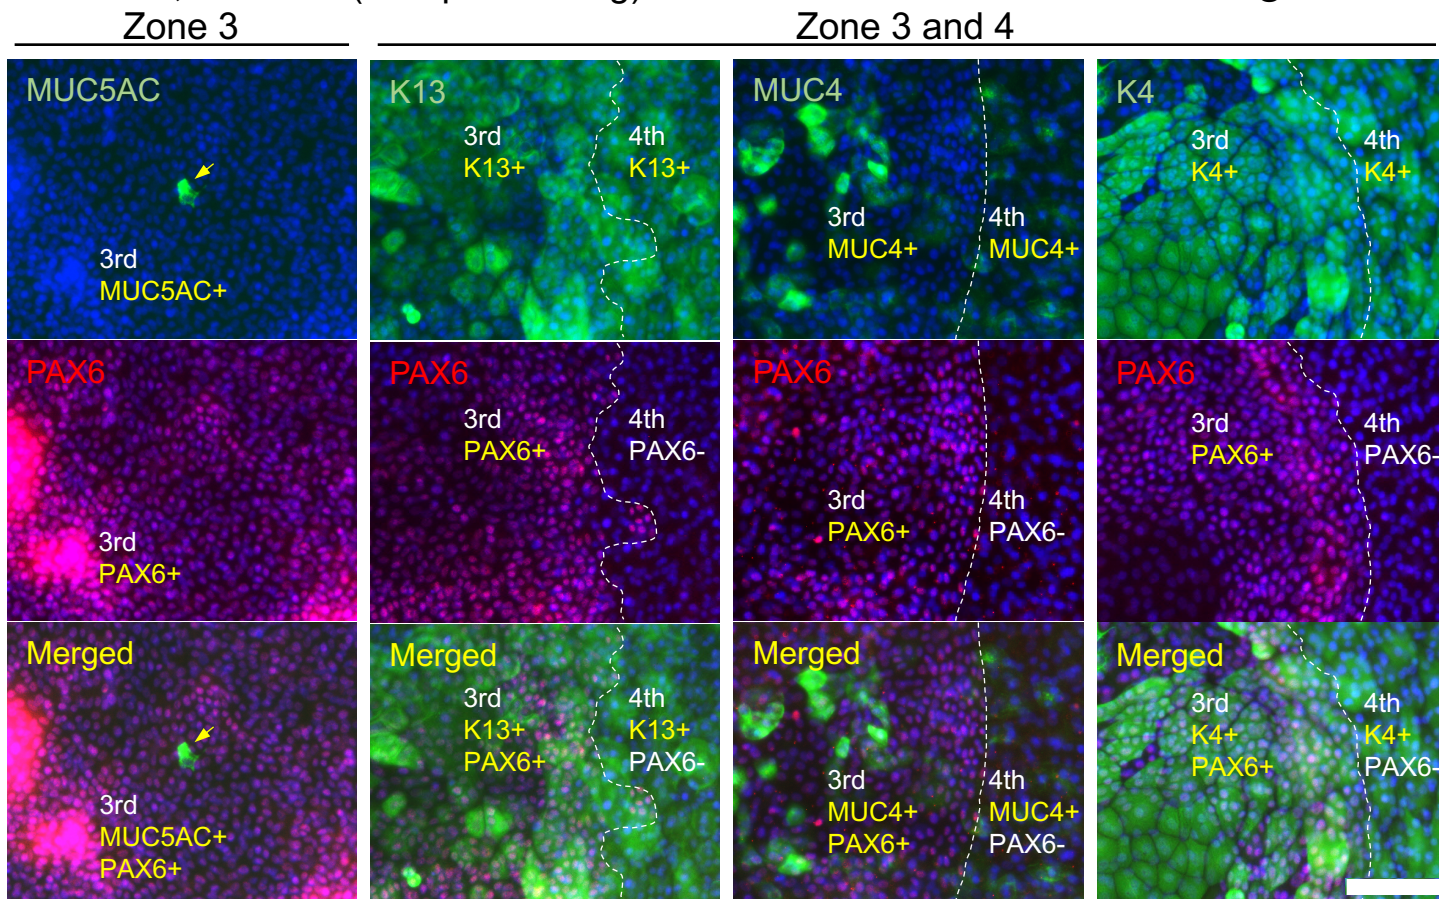 Zone 3
Zone 3 and 4
MUC5AC
3rd
MUC5AC+
K13
3rd
K13+
4th
K13+
MUC4
3rd
MUC4+
4th
MUC4+
K4
3rd
K4+
4th
K4+
PAX6
3rd
PAX6+
PAX6
3rd
PAX6+
4th
PAX6-
PAX6
3rd
PAX6+
4th
PAX6-
PAX6
3rd
PAX6+
4th
PAX6-
Merged
3rd
MUC5AC+
PAX6+
Merged
3rd
K13+
PAX6+
4th
K13+
PAX6-
Merged
3rd
MUC4+
PAX6+
4th
MUC4+
PAX6-
Merged
3rd
K4+
PAX6+
4th
K4+
PAX6-